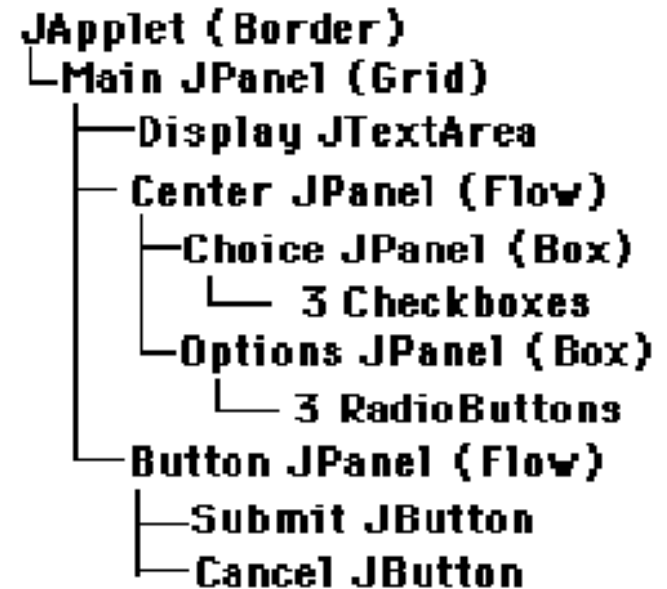 JApplet (Border)
Main JPanel (Grid)
Display JTextArea
Center JPanel (Flow)
Choice JPanel (Box)
3 Checkboxes
Options JPanel (Box)
3 RadioButtons
Button JPanel (Flow)
Submit JButton
Cancel JButton